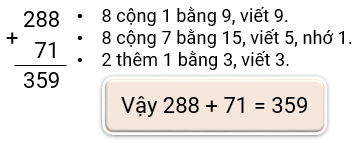 288
+
71
359
• 8 cộng 1 bằng 9, viết 9.
• 8 cộng 7 bằng 15, viết 5, nhớ 1.
• 2 thêm 1 bằng 3, viết 3.
Vậy 288 + 71 = 359